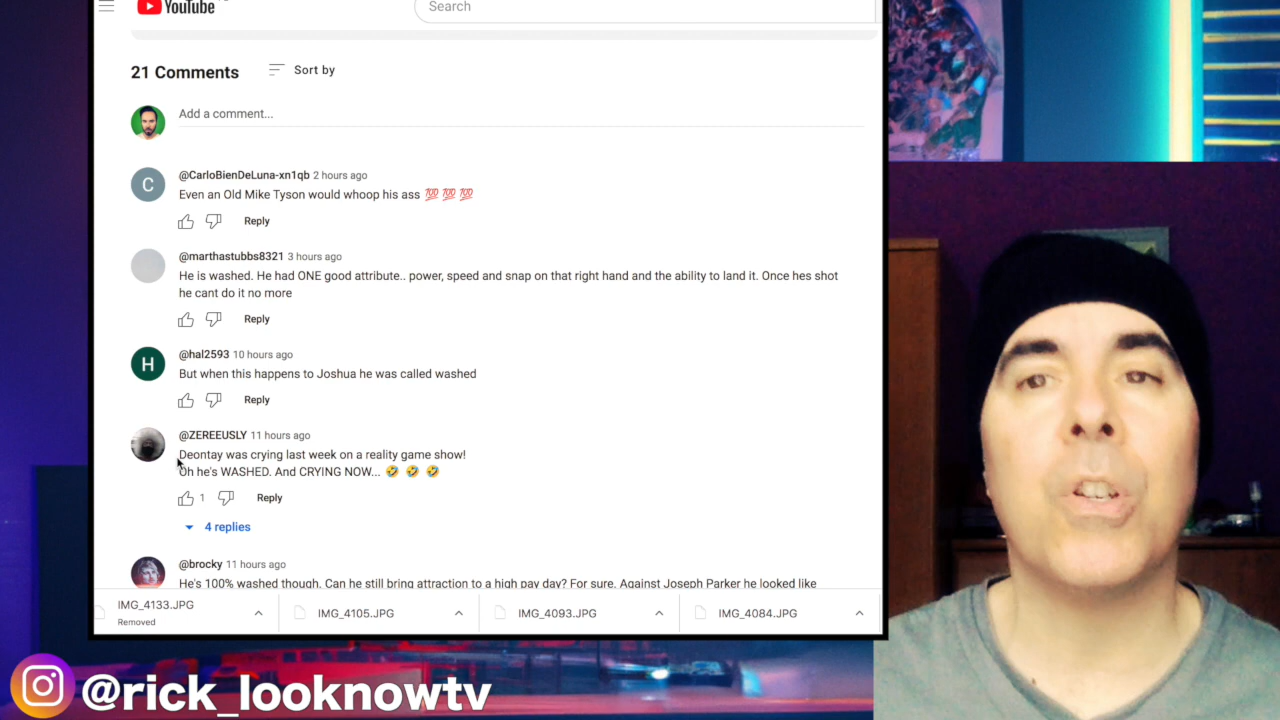 YouTube
Search
21 Comments
Sort by
Add a comment...
C
@CarloBienDeLuna-xn1qb 2 hours ago
Even an Old Mike Tyson would whoop his ass 💯 💯 💯
Reply
@marthastubbs8321 3 hours ago
He is washed. He had ONE good attribute.. power, speed and snap on that right hand and the ability to land it. Once hes shot
he cant do it no more
Reply
H
@hal2593 10 hours ago
But when this happens to Joshua he was called washed
Reply
@ZEREEUSLY 11 hours ago
Deontay was crying last week on a reality game show!
Oh he's WASHED. And CRYING NOW... 🤣 🤣 🤣
1
Reply
4 replies
@brocky 11 hours ago
He's 100% washed though. Can he still bring attraction to a high pay day? For sure. Against Joseph Parker he looked like
IMG_4133.JPG
Removed
IMG_4105.JPG
IMG_4093.JPG
IMG_4084.JPG
@rick_looknowtv